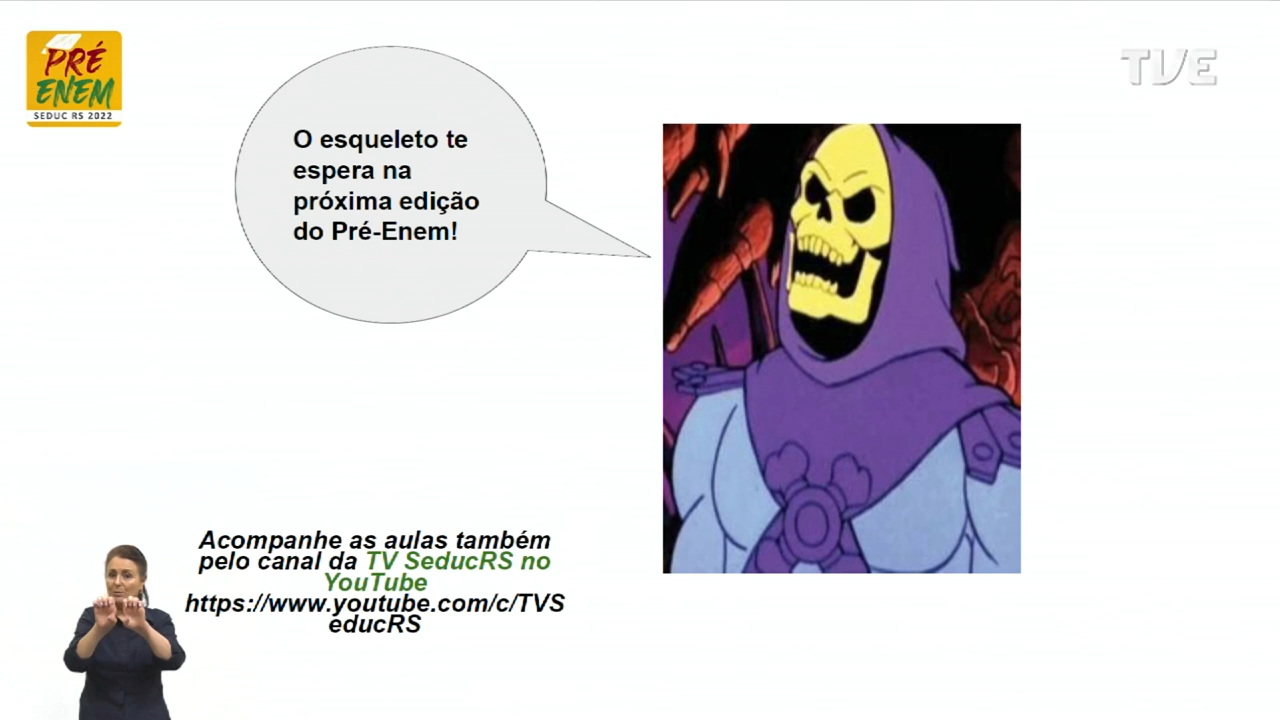 PRÉ
ENEM
SEDUC RS 2022
TVE
O esqueleto te
espera na
próxima edição
do Pré-Enem!
Acompanhe as aulas também
pelo canal da TV SeducRS no
YouTube
https://www.youtube.com/c/TVS
educRS